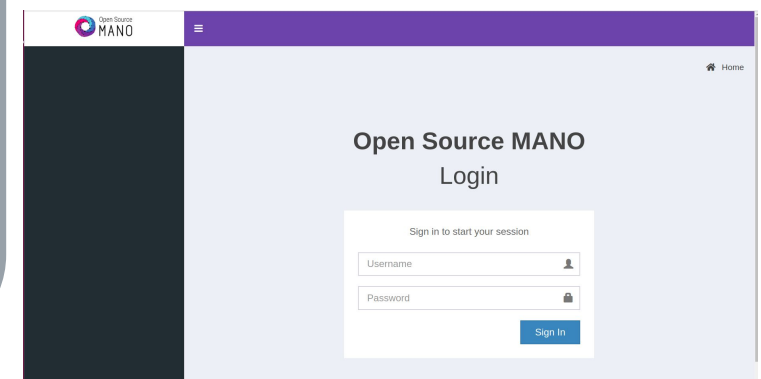 Open Source
MANO
Home
Open Source MANO
Login
Sign in to start your session
Username
Password
Sign In